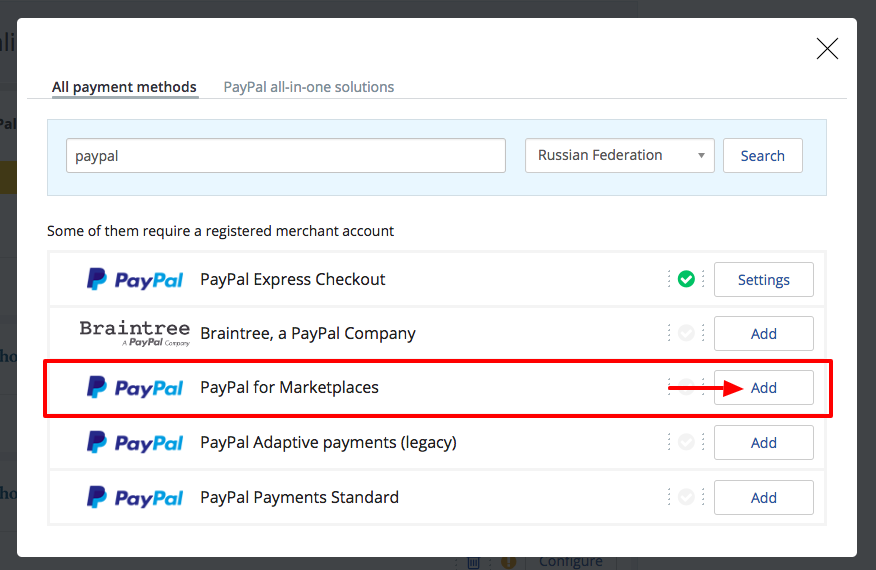 All payment methods PayPal all-in-one solutions
Pal
paypal Russian Federation Search
Some of them require a registered merchant account
PayPal PayPal Express Checkout Settings
Braintree
A PayPal Company
Braintree, a PayPal Company Add
PayPal PayPal for Marketplaces Add
PayPal PayPal Adaptive payments (legacy) Add
PayPal PayPal Payments Standard Add
Configure